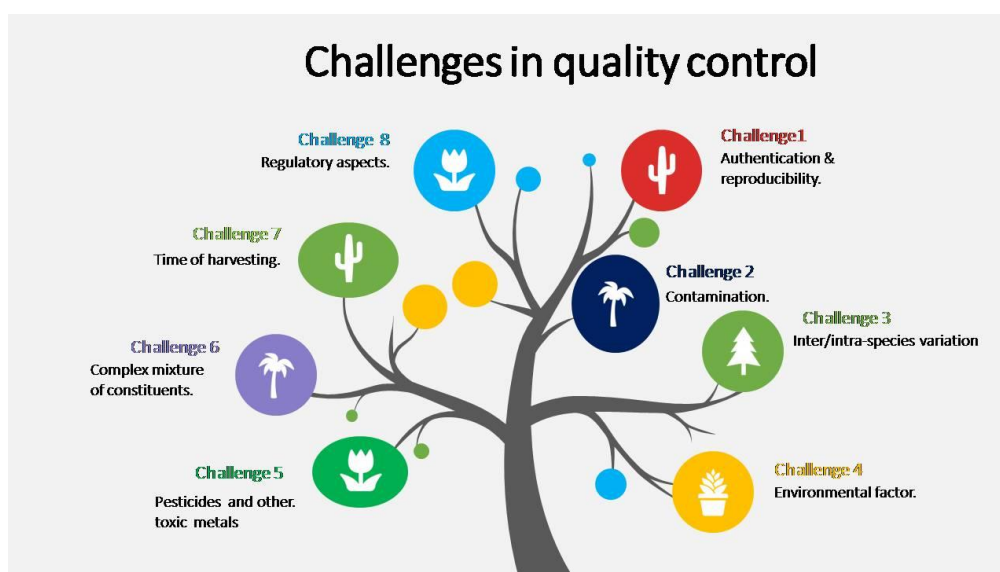 Challenges in quality control
Challenge 8
Regulatory aspects.
Challenge1
Authentication &
reproducibility.
Challenge 7
Time of harvesting.
Challenge 2
Contamination.
Challenge 3
Inter/intra-species variation
Challenge 6
Complex mixture
of constituents.
Challenge 5
Pesticides and other.
toxic metals
Challenge 4
Environmental factor.